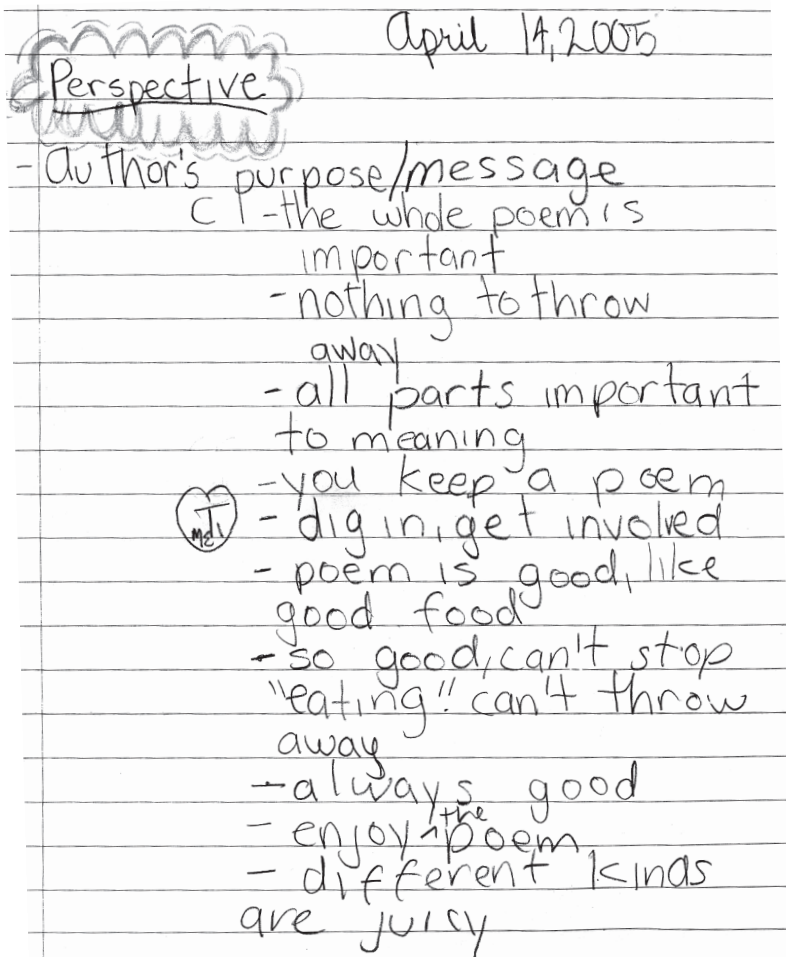 April 14, 2005
Perspective
- author's purpose/message
CT - the whole poem is
important
- nothing to throw
away
- all parts important
to meaning
- you keep a poem
- dig in, get involved
- poem is good, like
good food
- so good, can't stop
"eating" can't throw
away
- always good
- enjoy ^the poem
- different kinds
are juicy